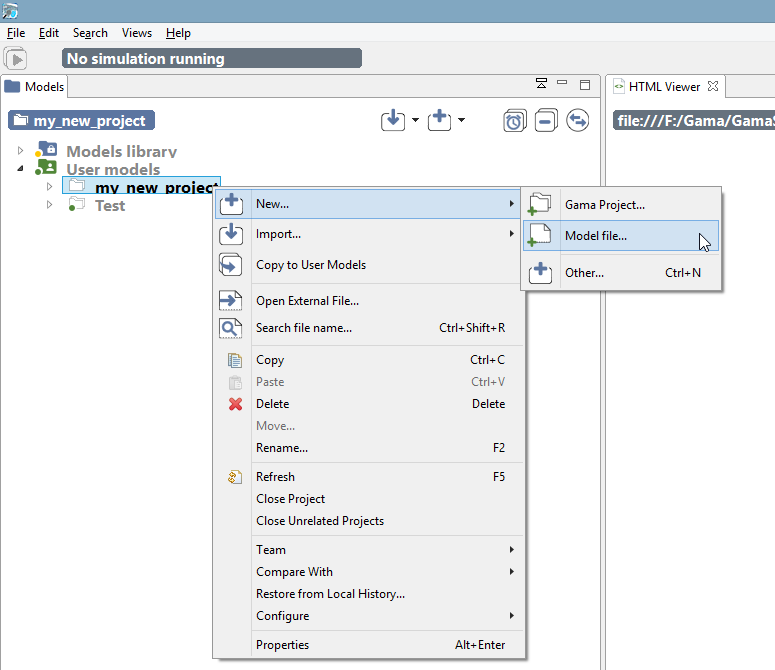 File Edit Search Views Help
No simulation running
Models
HTML Viewer
my_new_project
file:///F:/Gama/GamaS
Models library
User models
my_new_project
Test
New...
Import...
Copy to User Models
Open External File...
Search file name... Ctrl+Shift+R
Copy Ctrl+C
Paste Ctrl+V
Delete Delete
Move...
Rename... F2
Refresh F5
Close Project
Close Unrelated Projects
Team
Compare With
Restore from Local History...
Configure
Properties Alt+Enter
Gama Project...
Model file...
Other... Ctrl+N